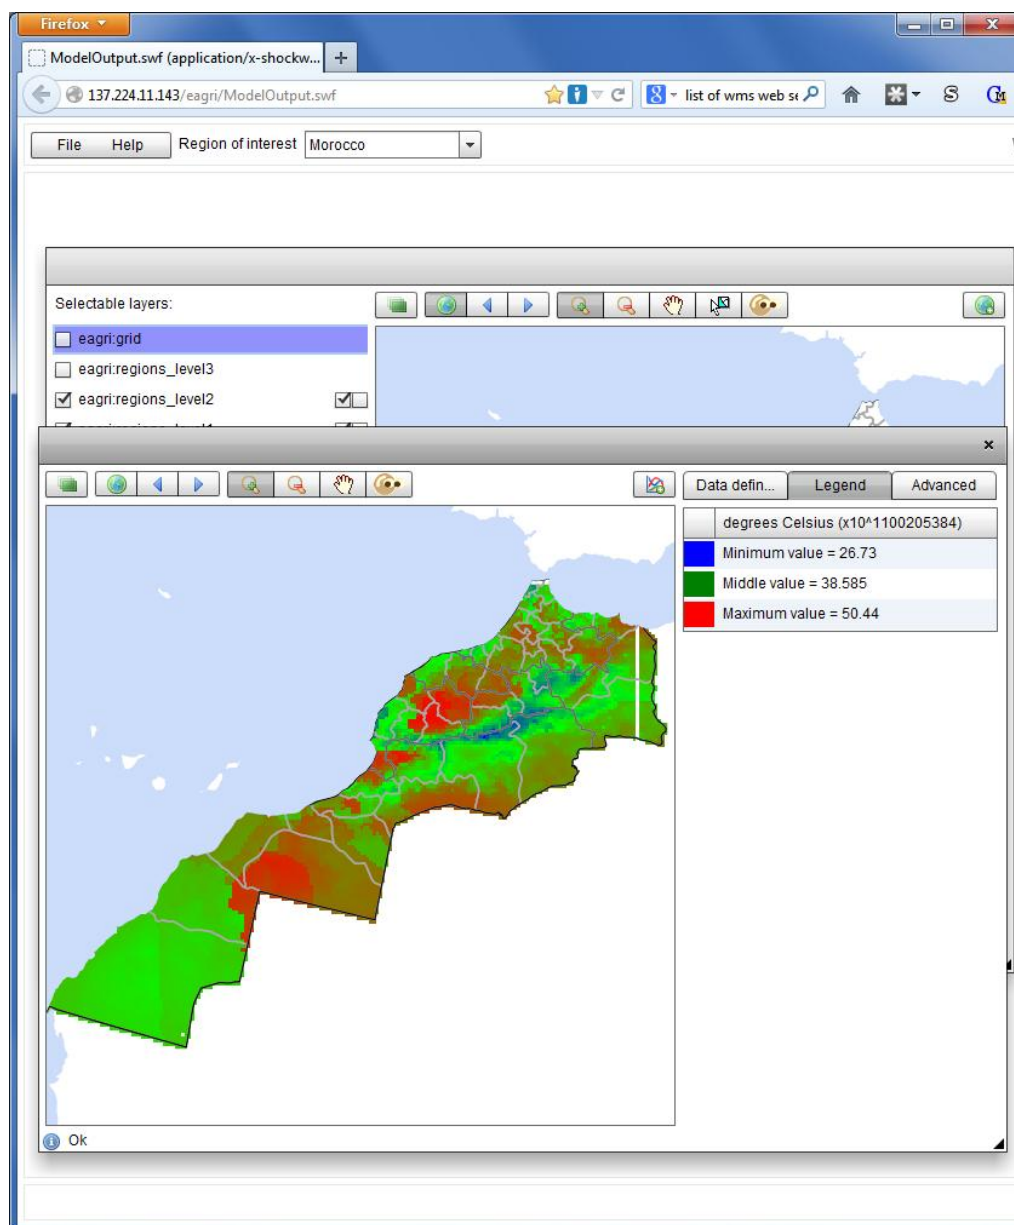 Firefox
ModelOutput.swf (application/x-shockw...
137.224.11.143/eagri/ModelOutput.swf
list of wms web se
File Help Region of interest Morocco
Selectable layers:
eagri:grid
eagri:regions_level3
eagri:regions_level2
Data defin... Legend Advanced
degrees Celsius (x10^1100205384)
Minimum value = 26.73
Middle value = 38.585
Maximum value = 50.44
Ok